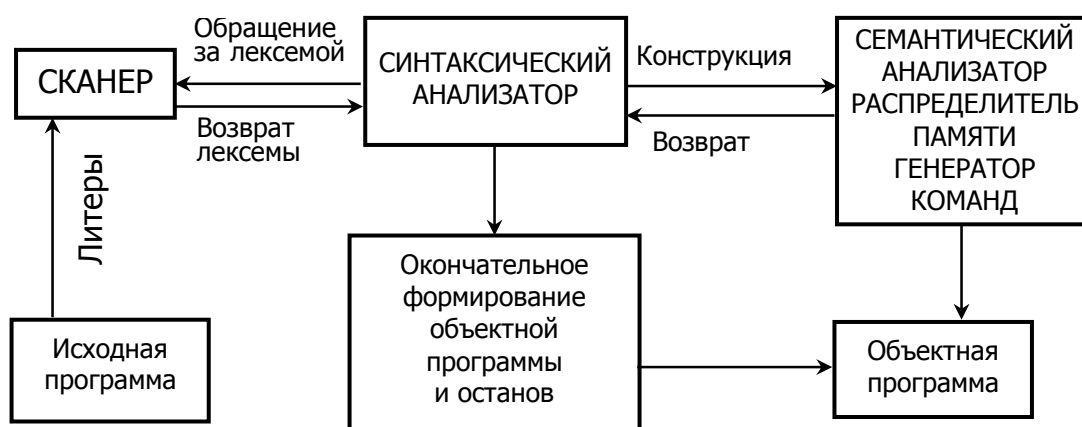 Обращение
за лексемой
СКАНЕР
Возврат
лексемы
Литеры
Исходная
программа
СИНТАКСИЧЕСКИЙ
АНАЛИЗАТОР
Конструкция
Возврат
СЕМАНТИЧЕСКИЙ
АНАЛИЗАТОР
РАСПРЕДЕЛИТЕЛЬ
ПАМЯТИ
ГЕНЕРАТОР
КОМАНД
Окончательное
формирование
объектной
программы
и останов
Объектная
программа